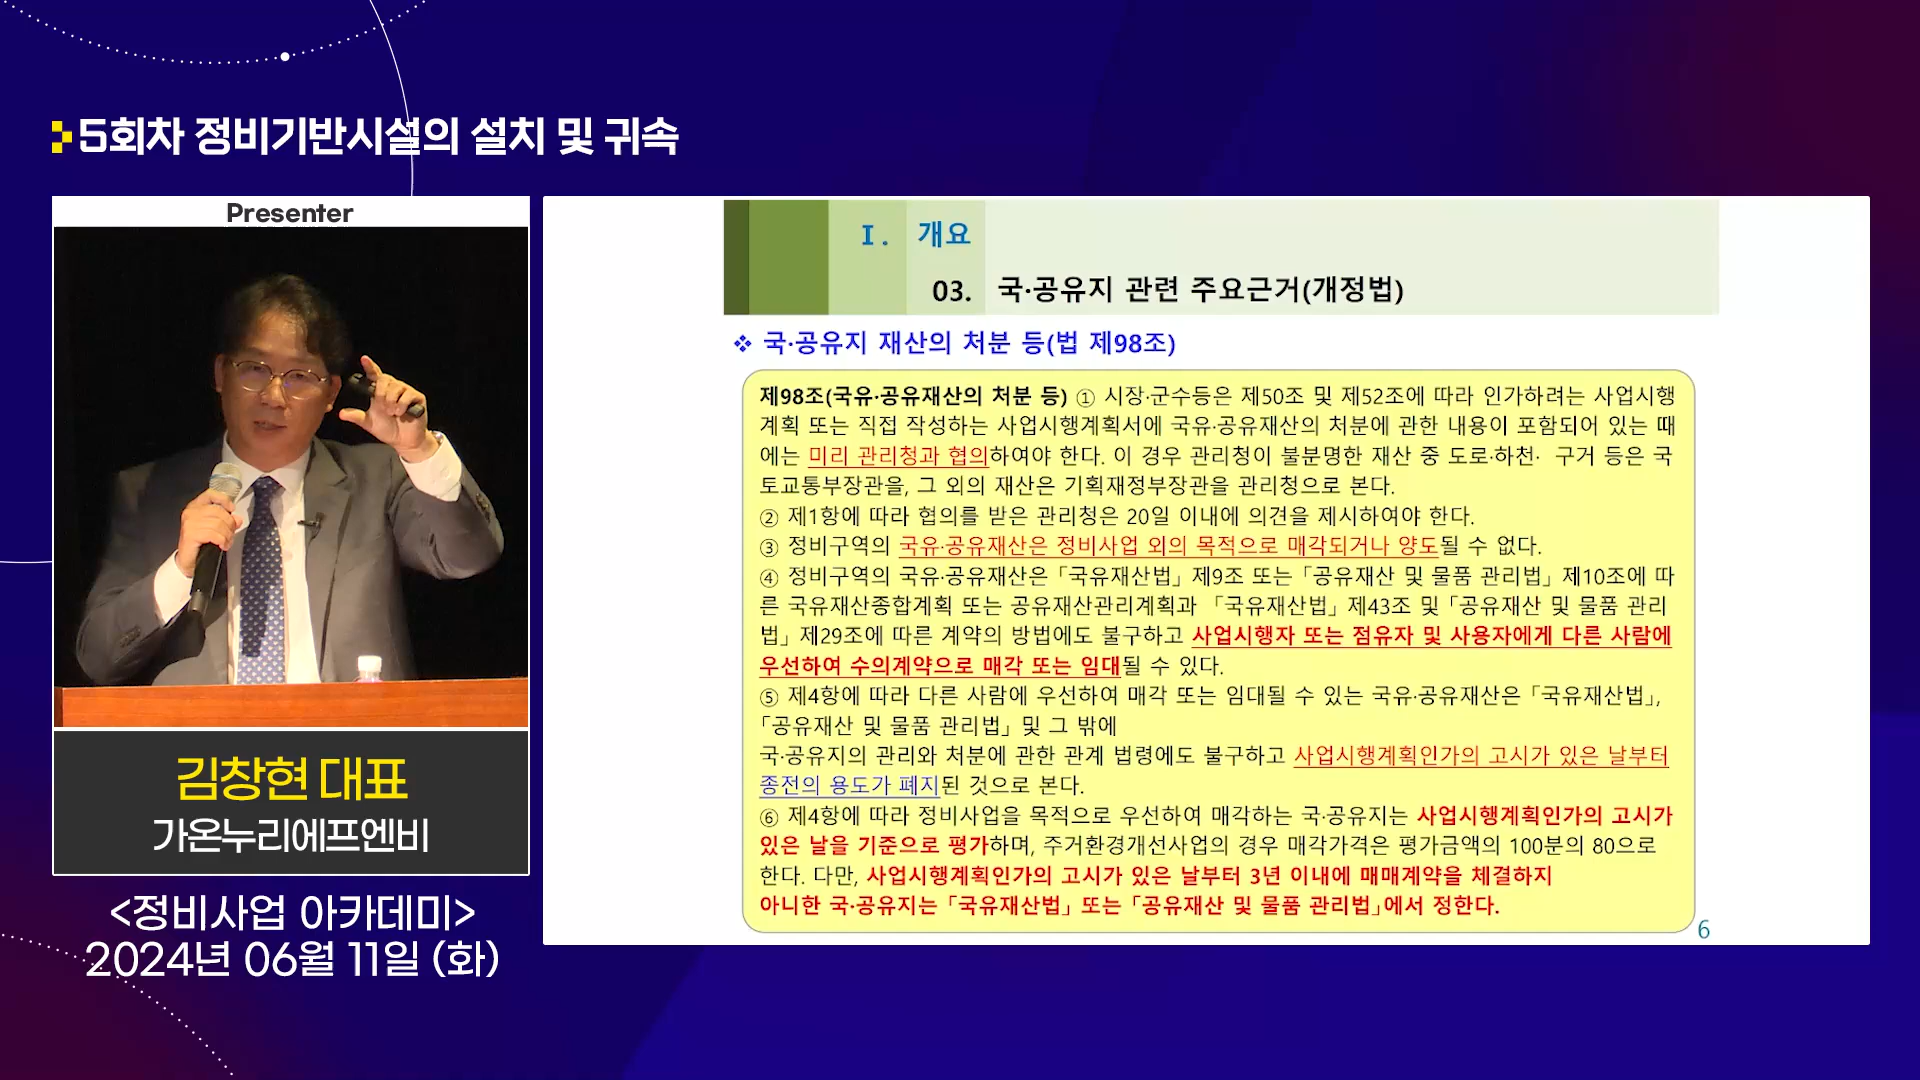 5회차 정비기반시설의 설치 및 귀속
Presenter
김창현 대표
가온누리에프엔비
<정비사업 아카데미>
2024년 06월 11일 (화)
I. 개요
03. 국·공유지 관련 주요근거(개정법)
❖ 국·공유지 재산의 처분 등(법 제98조)
제98조(국유·공유재산의 처분 등) ① 시장·군수등은 제50조 및 제52조에 따라 인가하려는 사업시행
계획 또는 직접 작성하는 사업시행계획서에 국유·공유재산의 처분에 관한 내용이 포함되어 있는 때
에는 미리 관리청과 협의하여야 한다. 이 경우 관리청이 불분명한 재산 중 도로·하천· 구거 등은 국
토교통부장관을, 그 외의 재산은 기획재정부장관을 관리청으로 본다.
② 제1항에 따라 협의를 받은 관리청은 20일 이내에 의견을 제시하여야 한다.
③ 정비구역의 국유·공유재산은 정비사업 외의 목적으로 매각되거나 양도될 수 없다.
④ 정비구역의 국유·공유재산은 「국유재산법」 제9조 또는 「공유재산 및 물품 관리법」 제10조에 따
른 국유재산종합계획 또는 공유재산관리계획과 「국유재산법」 제43조 및 「공유재산 및 물품 관리
법」 제29조에 따른 계약의 방법에도 불구하고 사업시행자 또는 점유자 및 사용자에게 다른 사람에
우선하여 수의계약으로 매각 또는 임대될 수 있다.
⑤ 제4항에 따라 다른 사람에 우선하여 매각 또는 임대될 수 있는 국유·공유재산은 「국유재산법」,
「공유재산 및 물품 관리법」 및 그 밖에
국·공유지의 관리와 처분에 관한 관계 법령에도 불구하고 사업시행계획인가의 고시가 있은 날부터
종전의 용도가 폐지된 것으로 본다.
⑥ 제4항에 따라 정비사업을 목적으로 우선하여 매각하는 국·공유지는 사업시행계획인가의 고시가
있은 날을 기준으로 평가하며, 주거환경개선사업의 경우 매각가격은 평가금액의 100분의 80으로
한다. 다만, 사업시행계획인가의 고시가 있은 날부터 3년 이내에 매매계약을 체결하지
아니한 국·공유지는 「국유재산법」 또는 「공유재산 및 물품 관리법」에서 정한다.
6